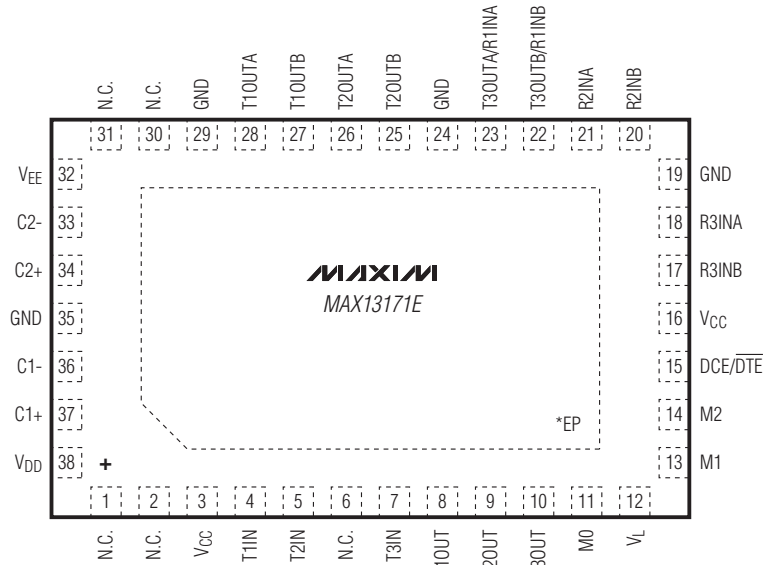 N.C.
N.C.
GND
T1OUTA
T1OUTB
T2OUTA
T2OUTB
GND
T3OUTA/R1INA
T3OUTB/R1INB
R2INA
R2INB
31 30 29 28 27 26 25 24 23 22 21 20
VEE 32
C2- 33
C2+ 34
GND 35
C1- 36
C1+ 37
VDD 38
+
MAXIM
MAX13171E
*EP
19 GND
18 R3INA
17 R3INB
16 VCC
15 DCE/DTE
14 M2
13 M1
1 2 3 4 5 6 7 8 9 10 11 12
N.C.
N.C.
VCC
T1IN
T2IN
N.C.
T3IN
1OUT
2OUT
3OUT
M0
VL